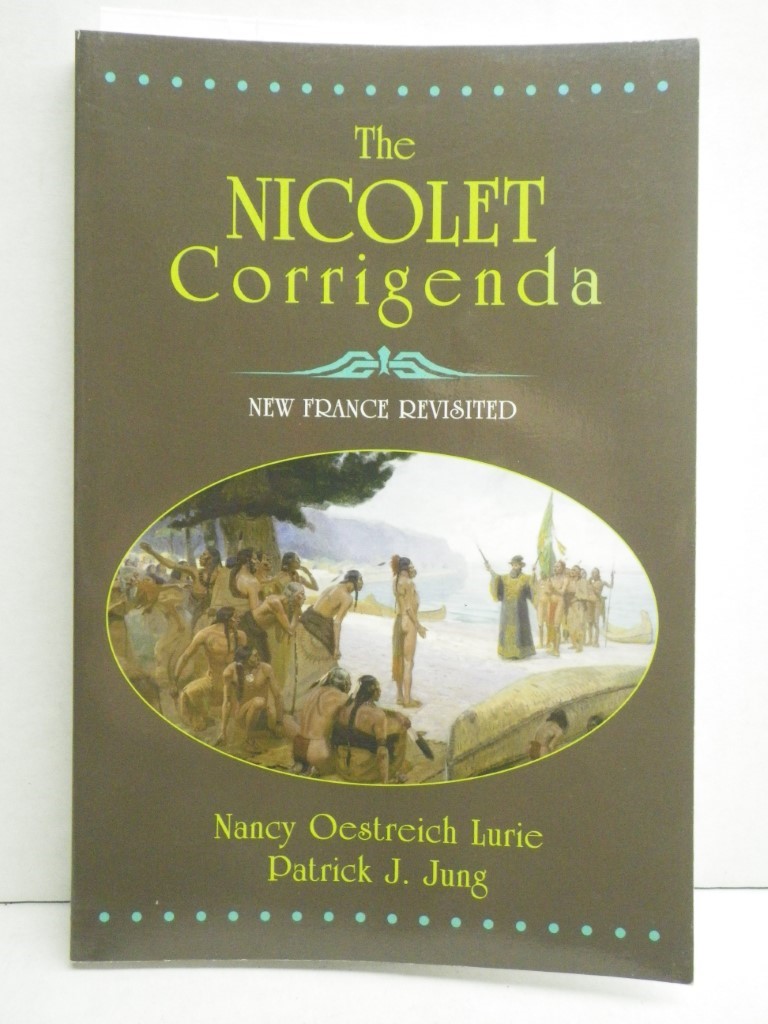 The
NICOLET
Corrigenda
NEW FRANCE REVISITED
Nancy Oestreich Lurie
Patrick J. Jung